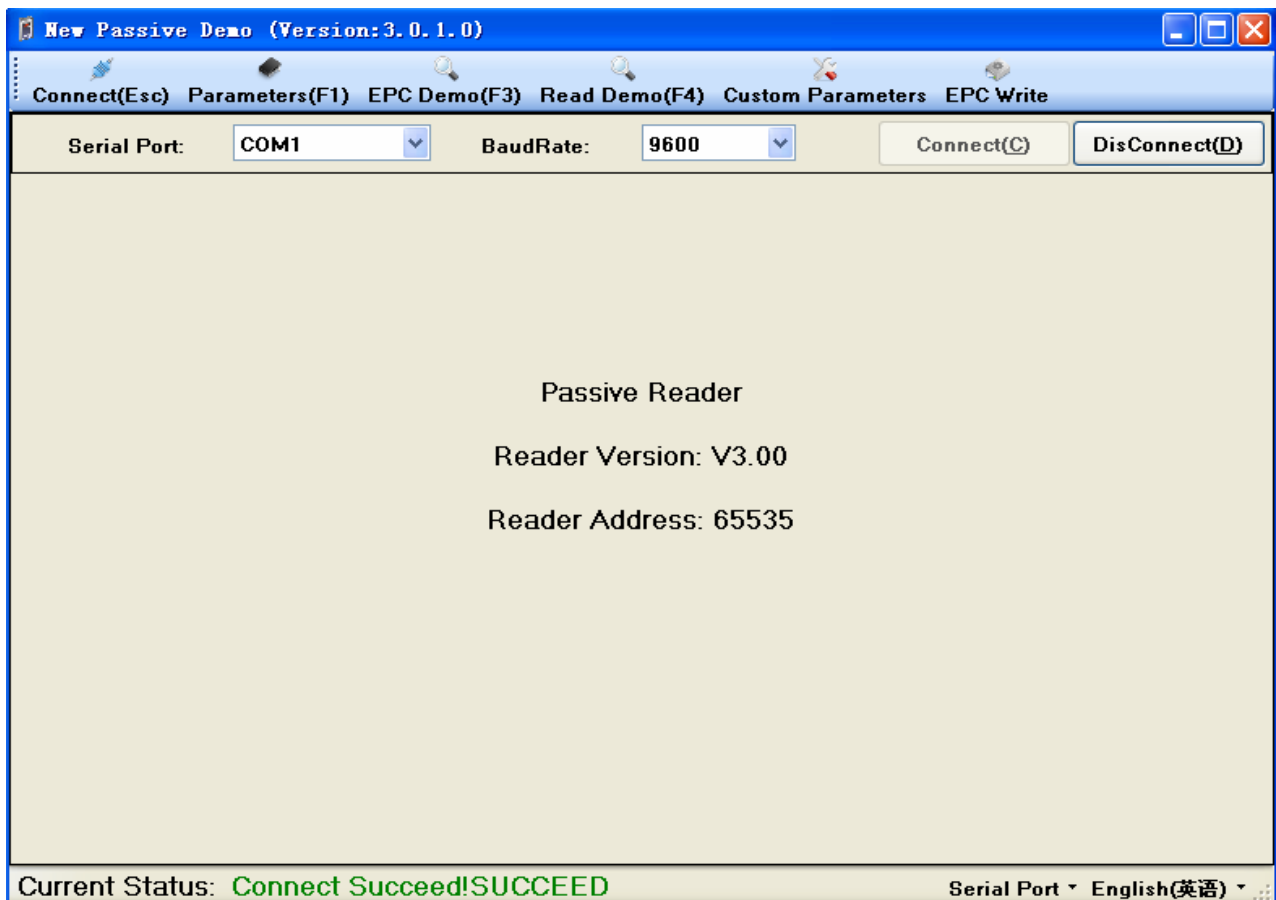 New Passive Demo (Version:3.0.1.0)
Connect(Esc) Parameters(F1) EPC Demo(F3) Read Demo(F4) Custom Parameters EPC Write
Serial Port: COM1 BaudRate: 9600 Connect(C) DisConnect(D)
Passive Reader
Reader Version: V3.00
Reader Address: 65535
Current Status: Connect Succeed!SUCCEED Serial Port English(英语)